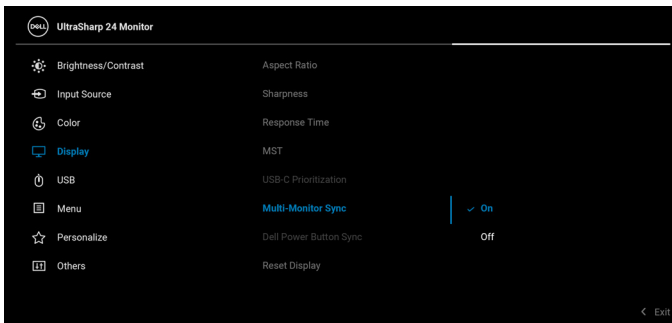 DELL UltraSharp 24 Monitor
Brightness/Contrast Aspect Ratio
Input Source Sharpness
Color Response Time
Display MST
USB USB-C Prioritization
Menu Multi-Monitor Sync On
Personalize Dell Power Button Sync Off
Others Reset Display
Exit